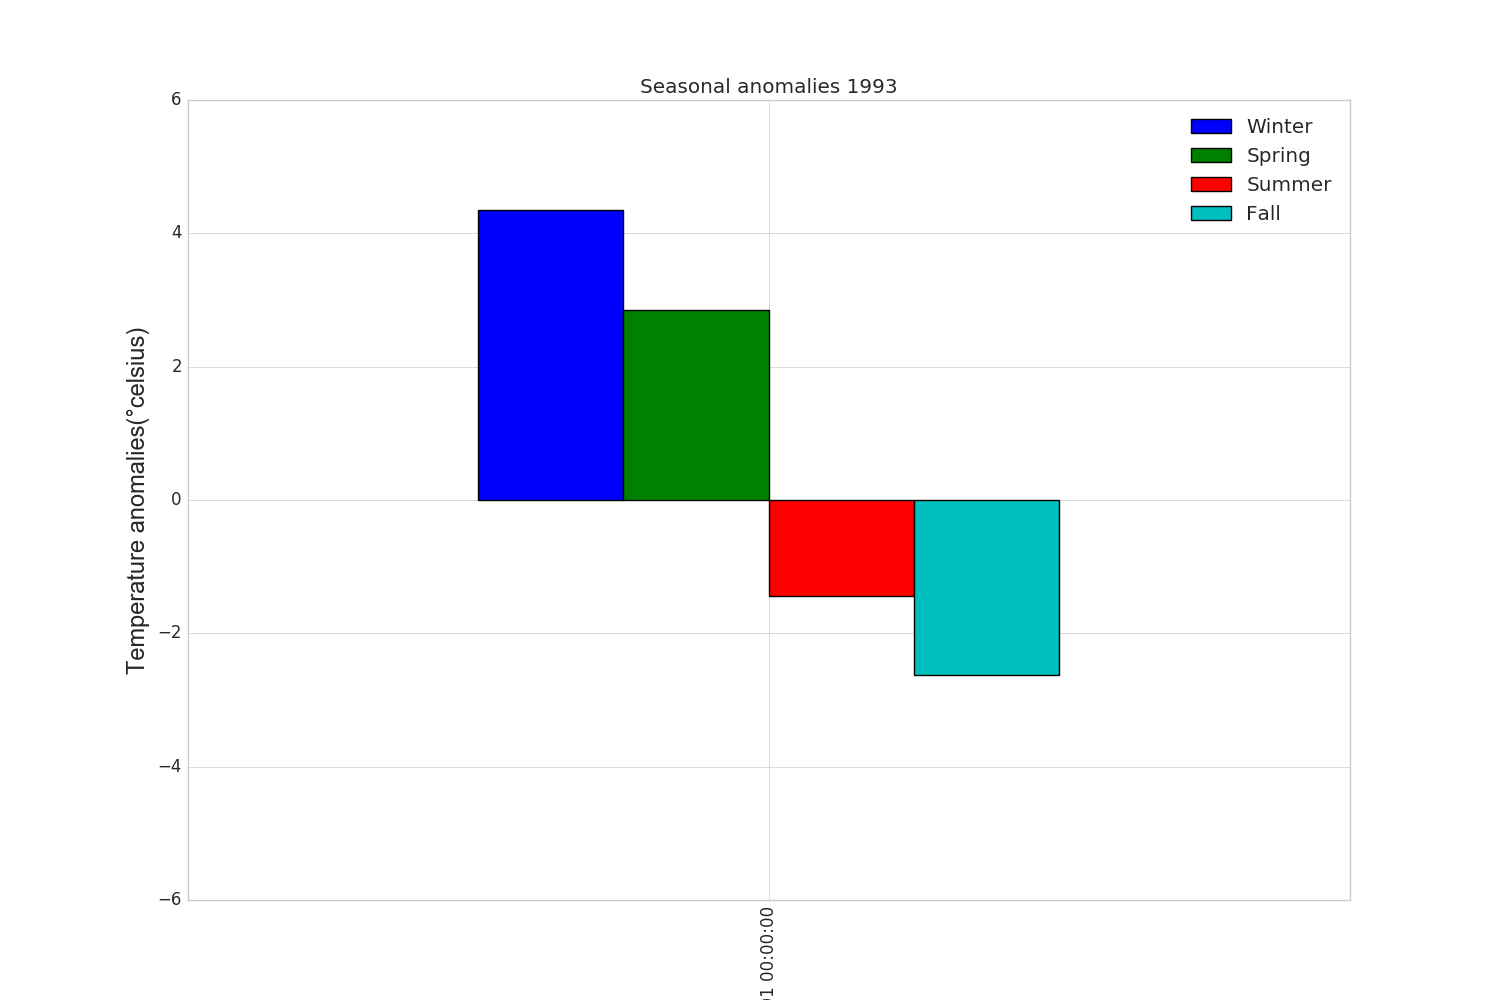 Seasonal anomalies 1993
6
4
2
0
−2
−4
−6
Temperature anomalies(°celsius)
Winter
Spring
Summer
Fall
00:00:00